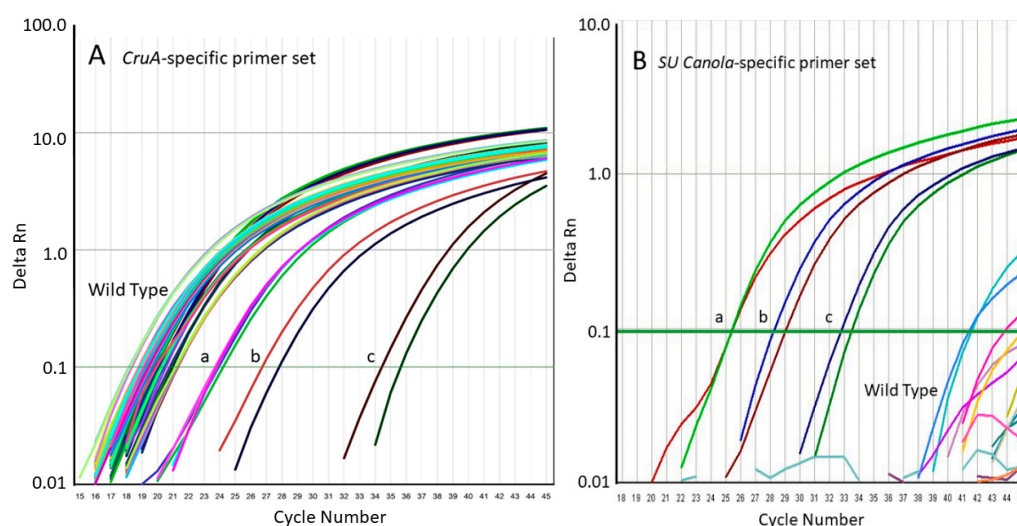 A CruA-specific primer set
100.0
10.0
1.0
0.1
0.01
Delta Rn
Wild Type
a
b
c
15 16 17 18 19 20 21 22 23 24 25 26 27 28 29 30 31 32 33 34 35 36 37 38 39 40 41 42 43 44 45
Cycle Number
B SU Canola-specific primer set
10.0
1.0
0.1
0.01
Delta Rn
a
b
c
Wild Type
18 19 20 21 22 23 24 25 26 27 28 29 30 31 32 33 34 35 36 37 38 39 40 41 42 43 44
Cycle Number